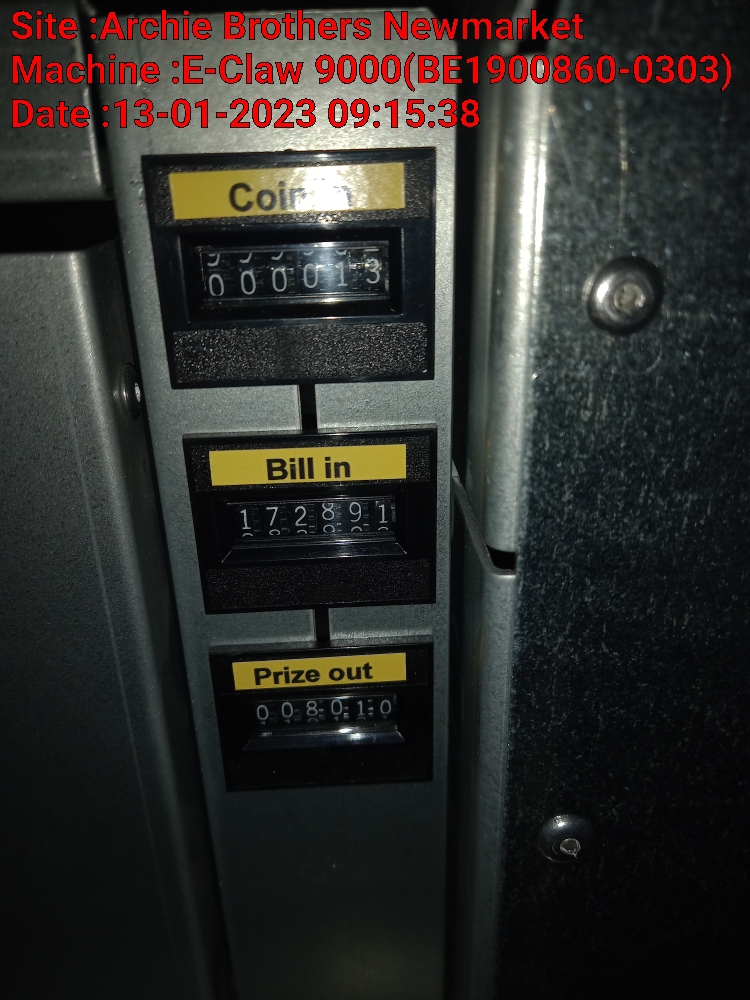 Site :Archie Brothers Newmarket
Machine :E-Claw 9000(BE1900860-0303)
Date :13-01-2023 09:15:38
Coin in
000013
Bill in
172891
Prize out
008010